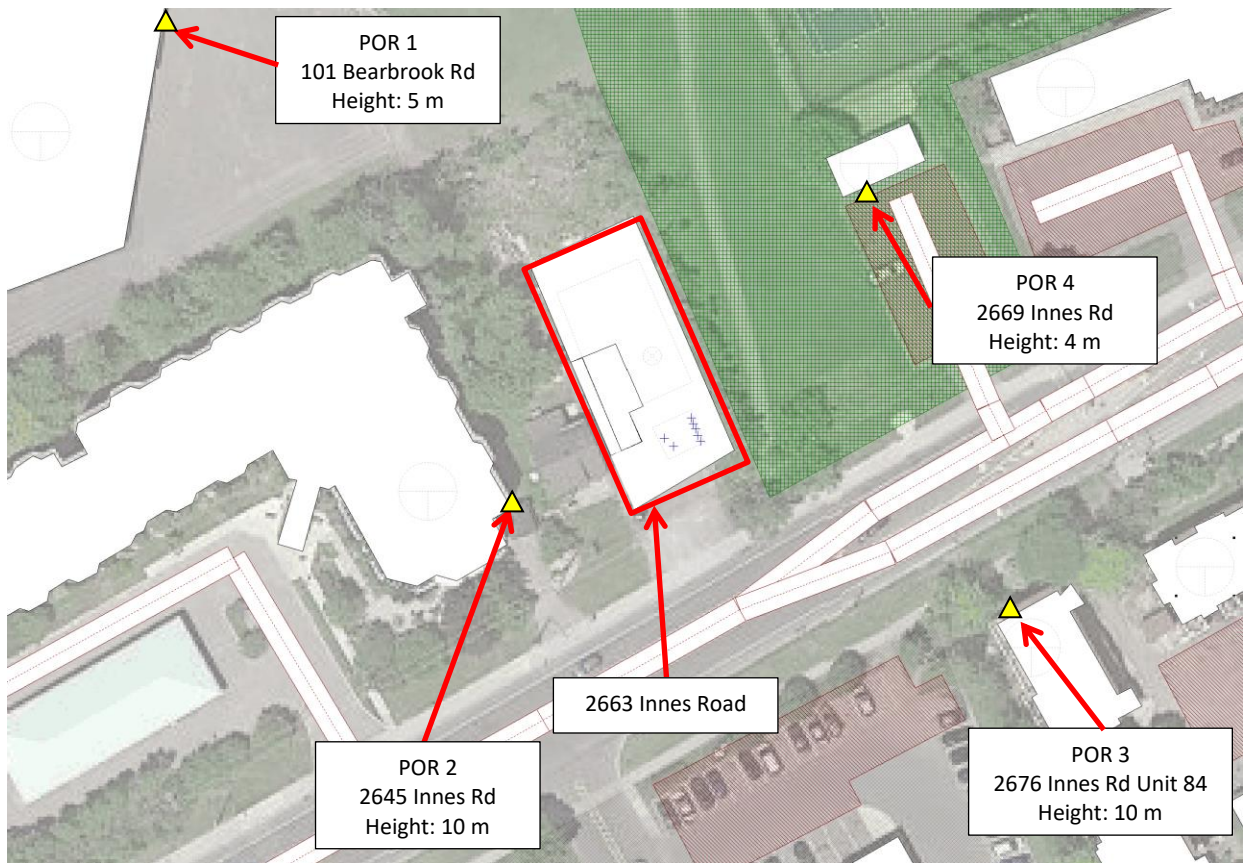 POR 1
101 Bearbrook Rd
Height: 5 m
POR 4
2669 Innes Rd
Height: 4 m
2663 Innes Road
POR 2
2645 Innes Rd
Height: 10 m
POR 3
2676 Innes Rd Unit 84
Height: 10 m